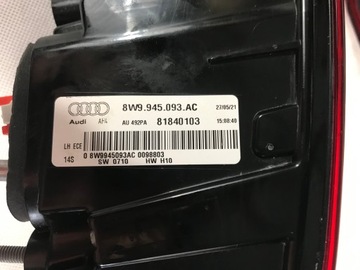 8W9.945.093.AC 27/05/21
Audi AU 492PA 81840103 15:08:40
LH ECE
0 8W9945093AC 0098803
14S SW 0710 HW H10